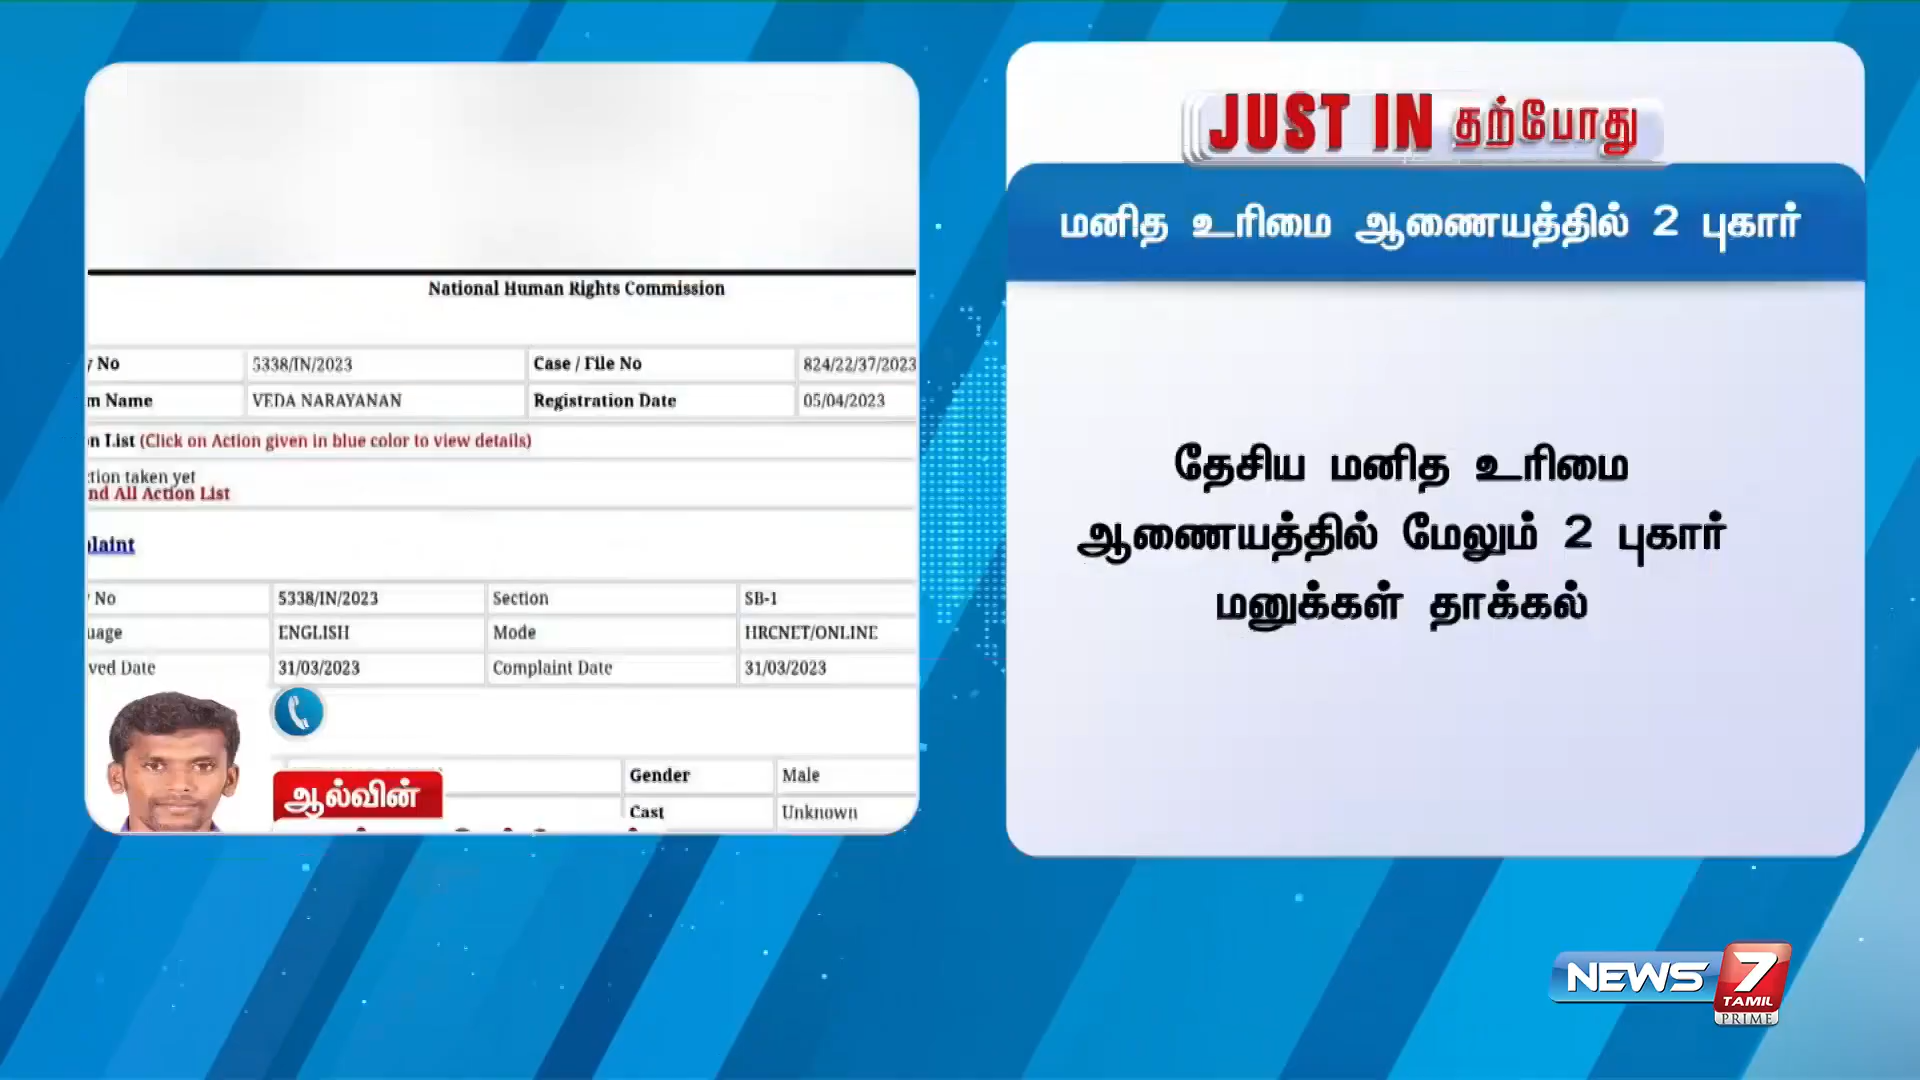 National Human Rights Commission
y No 5338/IN/2023 Case / File No 824/22/37/2023
m Name VEDA NARAYANAN Registration Date 05/04/2023
n List (Click on Action given in blue color to view details)
ction taken yet
nd All Action List
laint
No 5338/IN/2023 Section SB-1
uage ENGLISH Mode HRCNET/ONLINE
ved Date 31/03/2023 Complaint Date 31/03/2023
Gender Male
ஆல்வின்
Cast Unknown
JUST IN தற்போது
மனித உரிமை ஆணையத்தில் 2 புகார்
தேசிய மனித உரிமை
ஆணையத்தில் மேலும் 2 புகார்
மனுக்கள் தாக்கல்
NEWS 7
TAMIL
PRIME